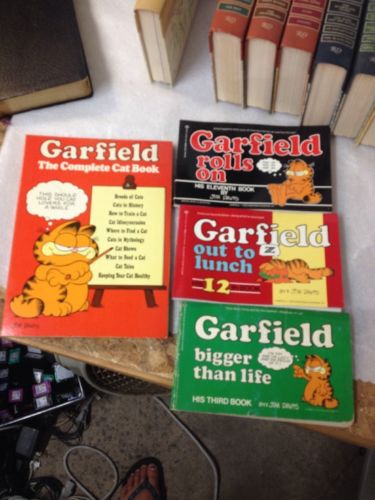 Garfield
The Complete Cat Book
THIS SHOULD
HOLD YOU CAT
LOVERS FOR
A WHILE
Breeds of Cats
Cats in History
How to Train a Cat
Cat Idiosyncrasies
Where to Find a Cat
Cats in Mythology
Cat Shows
What to Feed a Cat
Cat Tales
Keeping Your Cat Healthy
JIM DAVIS
Garfield
rolls
on
HIS ELEVENTH BOOK
BY
JIM DAVIS
Garfield
out to
lunch
Z
12
BY JIM DAVIS
Garfield
bigger
than life
HIS THIRD BOOK
BY JIM DAVIS